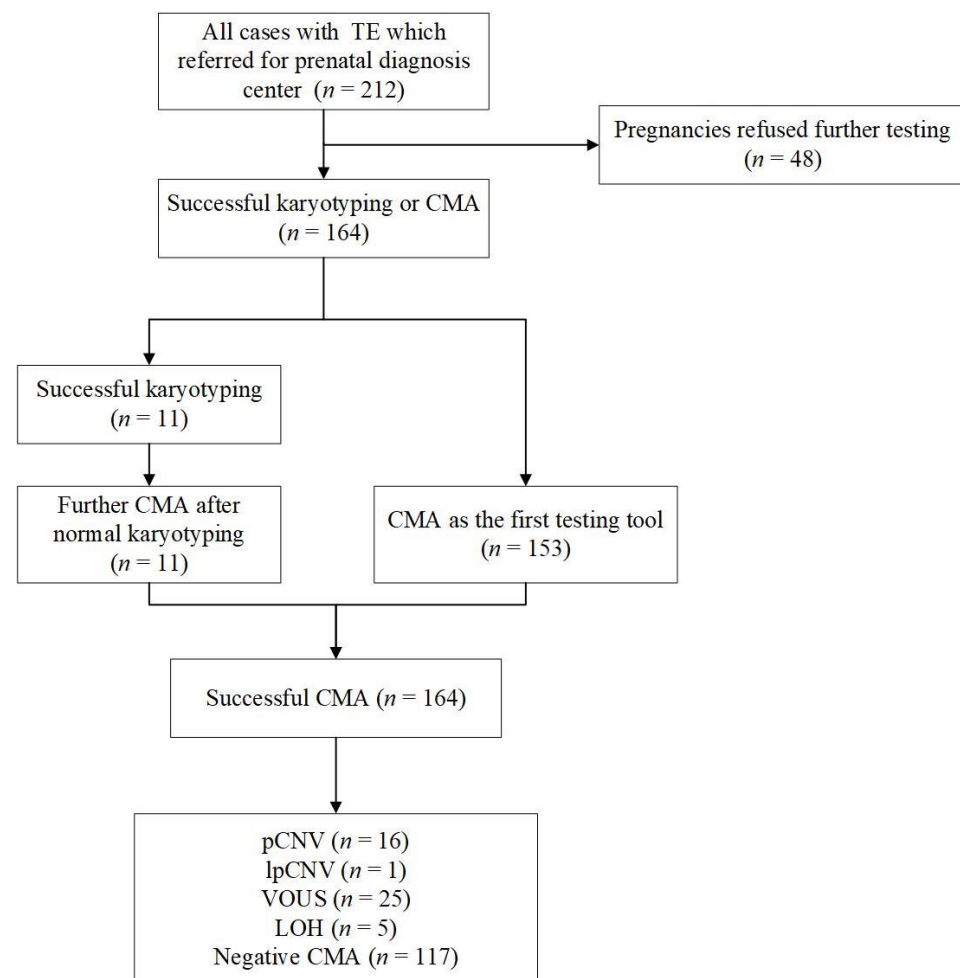 All cases with TE which
referred for prenatal diagnosis
center (n = 212)
Pregnancies refused further testing
(n = 48)
Successful karyotyping or CMA
(n = 164)
Successful karyotyping
(n = 11)
Further CMA after
normal karyotyping
(n = 11)
CMA as the first testing tool
(n = 153)
Successful CMA (n = 164)
pCNV (n = 16)
lpCNV (n = 1)
VOUS (n = 25)
LOH (n = 5)
Negative CMA (n = 117)